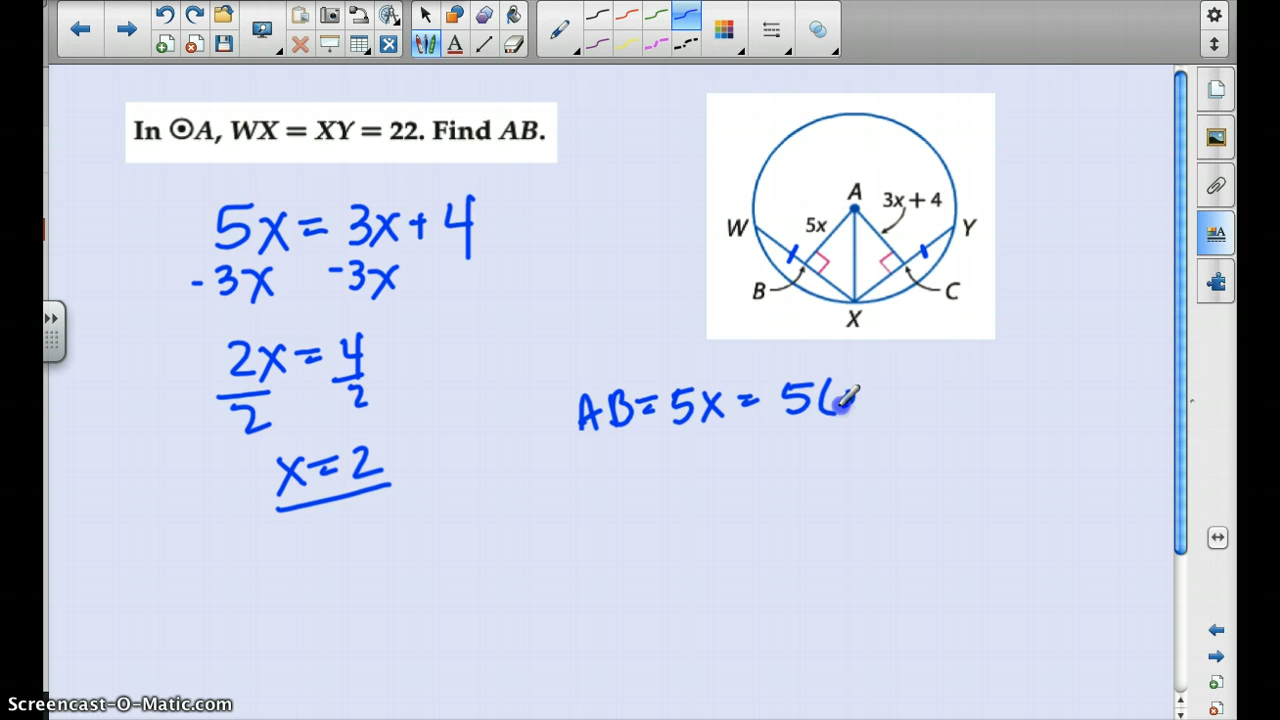 In ⊙A, WX = XY = 22. Find AB.
5x = 3x + 4
-3x -3x
2x = 4
2 2
x = 2
A
3x + 4
5x
W
Y
B
C
X
AB = 5x = 5(
Screencast-O-Matic.com